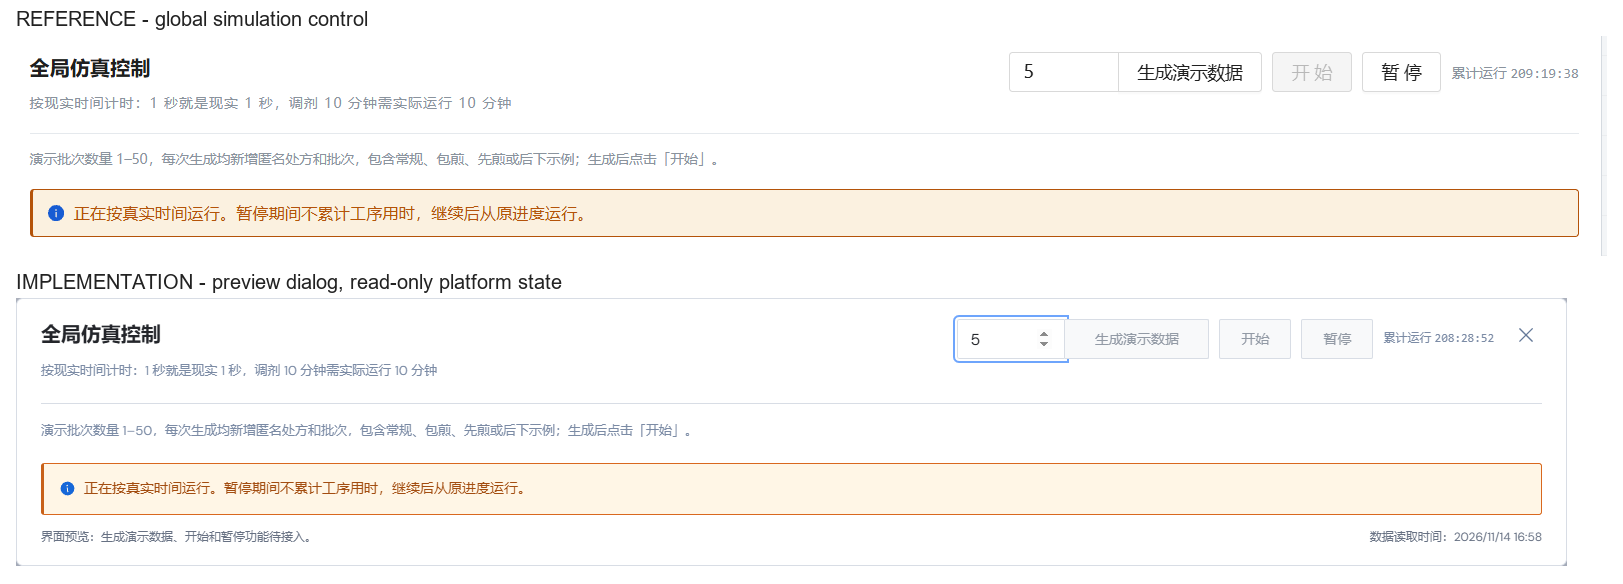 REFERENCE - global simulation control
全局仿真控制
5 生成演示数据 开 始 暂 停 累计运行 209:19:38
按现实时间计时：1 秒就是现实 1 秒，调剂 10 分钟需实际运行 10 分钟
演示批次数量 1–50，每次生成均新增匿名处方和批次，包含常规、包煎、先煎或后下示例；生成后点击「开始」。
正在按真实时间运行。暂停期间不累计工序用时，继续后从原进度运行。
IMPLEMENTATION - preview dialog, read-only platform state
全局仿真控制
5 生成演示数据 开始 暂停 累计运行 208:28:52
按现实时间计时：1 秒就是现实 1 秒，调剂 10 分钟需实际运行 10 分钟
演示批次数量 1–50，每次生成均新增匿名处方和批次，包含常规、包煎、先煎或后下示例；生成后点击「开始」。
正在按真实时间运行。暂停期间不累计工序用时，继续后从原进度运行。
界面预览：生成演示数据、开始和暂停功能待接入。 数据读取时间：2026/11/14 16:58